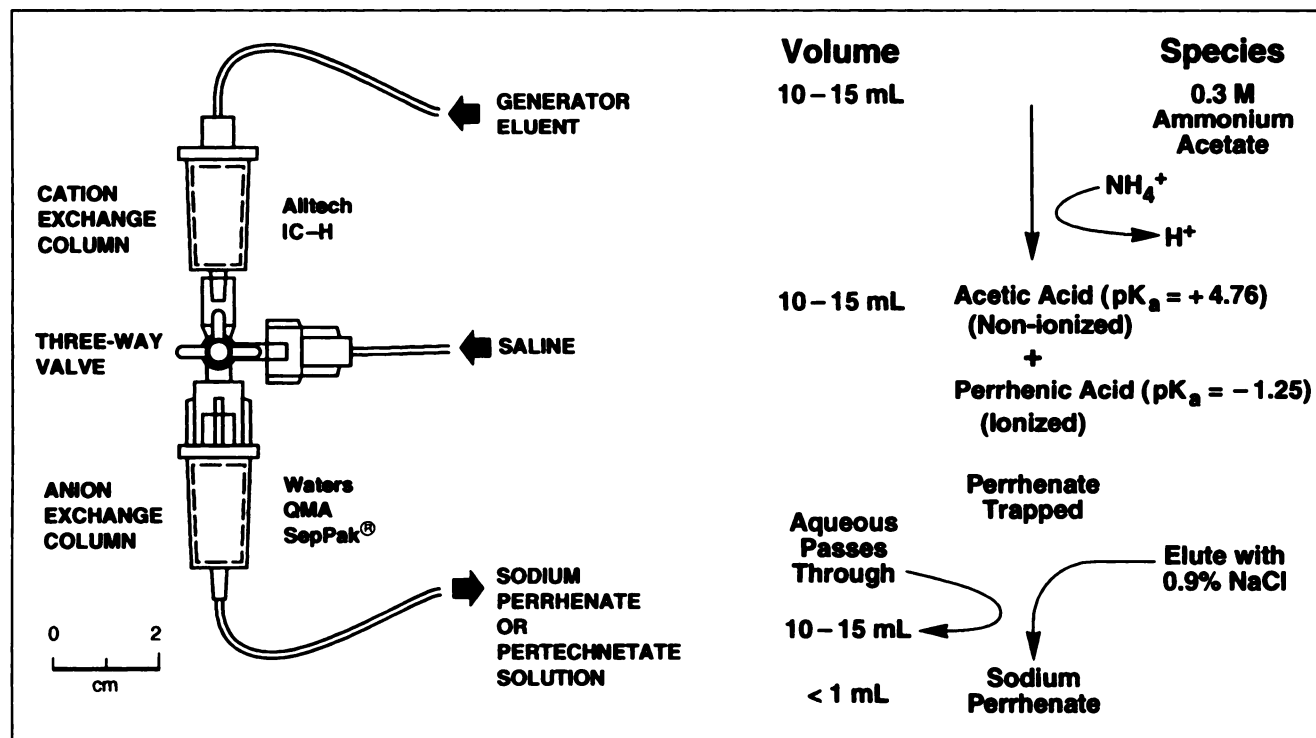 GENERATOR
ELUENT
CATION
EXCHANGE
COLUMN
Alltech
IC–H
THREE-WAY
VALVE
SALINE
ANION
EXCHANGE
COLUMN
Waters
QMA
SepPak®
SODIUM
PERRHENATE
OR
PERTECHNETATE
SOLUTION
0 2
cm
Volume Species
10 – 15 mL 0.3 M
Ammonium
Acetate
NH₄⁺
H⁺
10 – 15 mL Acetic Acid (pKₐ = + 4.76)
(Non-ionized)
+
Perrhenic Acid (pKₐ = – 1.25)
(Ionized)
Perrhenate
Trapped
Aqueous
Passes
Through
Elute with
0.9% NaCl
10 – 15 mL
Sodium
Perrhenate
< 1 mL